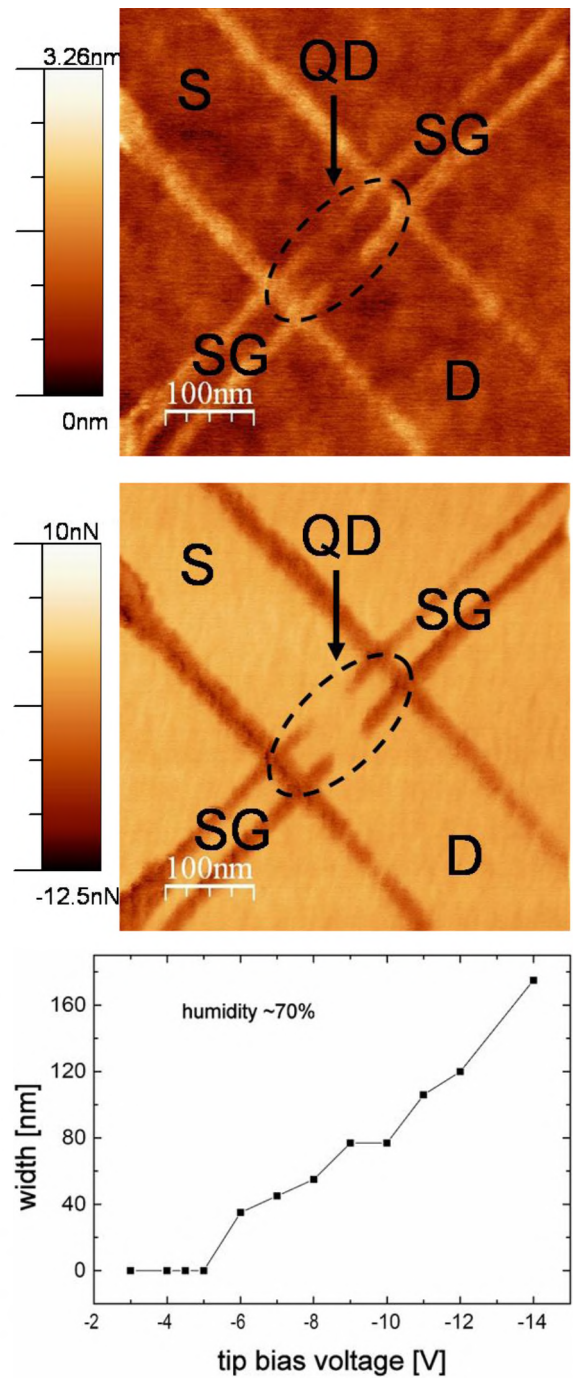 3.26nm
QD
S
SG
SG
D
100nm
0nm
10nN
QD
S
SG
SG
D
100nm
-12.5nN
humidity ~70%
width [nm]
160
120
80
40
0
-2 -4 -6 -8 -10 -12 -14
tip bias voltage [V]